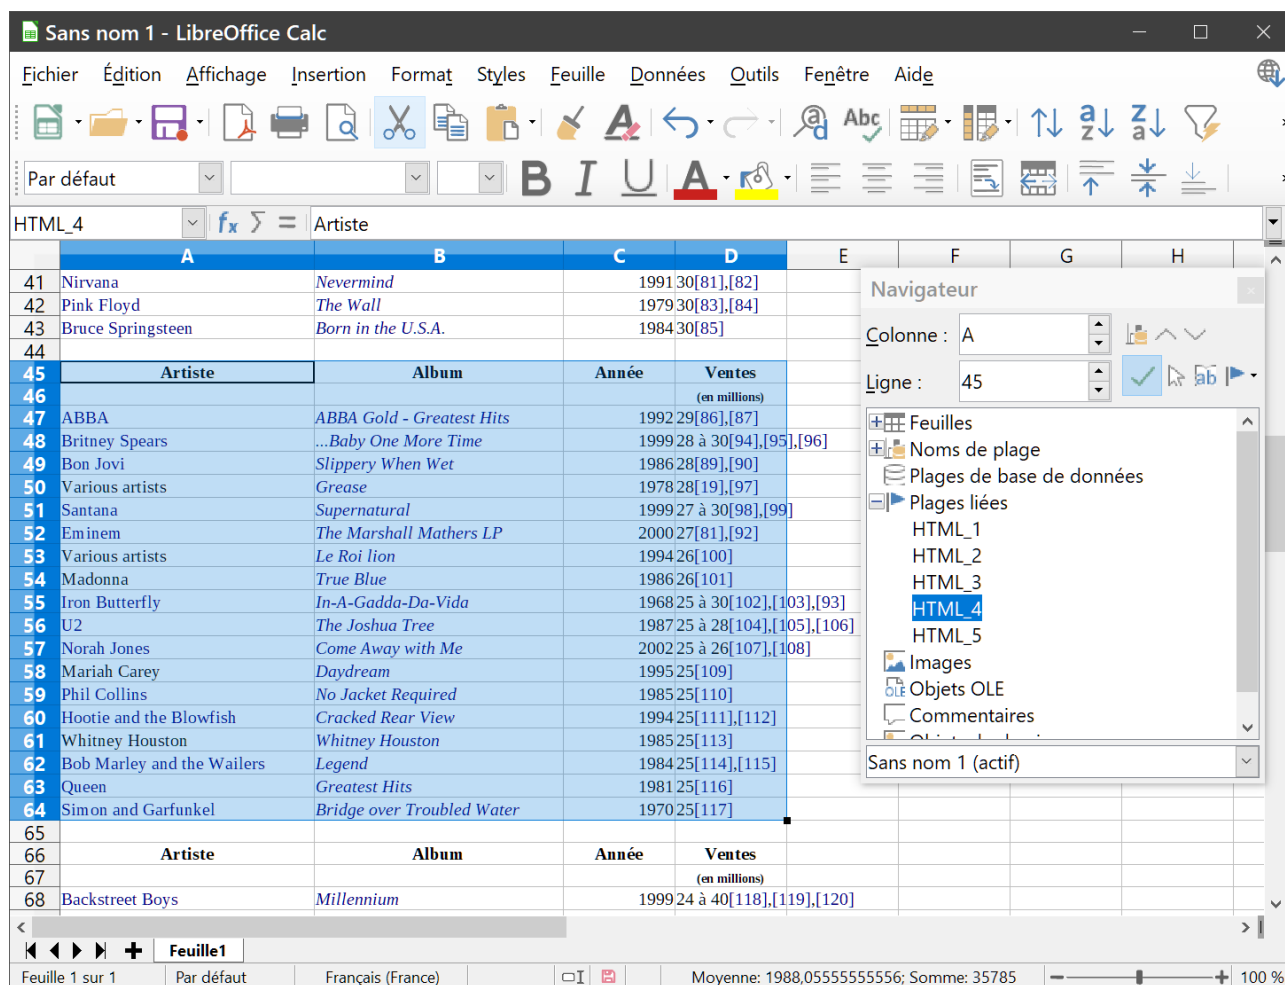 Sans nom 1 - LibreOffice Calc
Fichier Édition Affichage Insertion Format Styles Feuille Données Outils Fenêtre Aide
Par défaut
HTML_4 Artiste
A B C D E F G H
41 Nirvana Nevermind 1991 30[81],[82]
42 Pink Floyd The Wall 1979 30[83],[84]
43 Bruce Springsteen Born in the U.S.A. 1984 30[85]
44
45 Artiste Album Année Ventes
46 (en millions)
47 ABBA ABBA Gold - Greatest Hits 1992 29[86],[87]
48 Britney Spears ...Baby One More Time 1999 28 à 30[94],[95],[96]
49 Bon Jovi Slippery When Wet 1986 28[89],[90]
50 Various artists Grease 1978 28[19],[97]
51 Santana Supernatural 1999 27 à 30[98],[99]
52 Eminem The Marshall Mathers LP 2000 27[81],[92]
53 Various artists Le Roi lion 1994 26[100]
54 Madonna True Blue 1986 26[101]
55 Iron Butterfly In-A-Gadda-Da-Vida 1968 25 à 30[102],[103],[93]
56 U2 The Joshua Tree 1987 25 à 28[104],[105],[106]
57 Norah Jones Come Away with Me 2002 25 à 26[107],[108]
58 Mariah Carey Daydream 1995 25[109]
59 Phil Collins No Jacket Required 1985 25[110]
60 Hootie and the Blowfish Cracked Rear View 1994 25[111],[112]
61 Whitney Houston Whitney Houston 1985 25[113]
62 Bob Marley and the Wailers Legend 1984 25[114],[115]
63 Queen Greatest Hits 1981 25[116]
64 Simon and Garfunkel Bridge over Troubled Water 1970 25[117]
65
66 Artiste Album Année Ventes
67 (en millions)
68 Backstreet Boys Millennium 1999 24 à 40[118],[119],[120]
Navigateur
Colonne : A
Ligne : 45
Feuilles
Noms de plage
Plages de base de données
Plages liées
HTML_1
HTML_2
HTML_3
HTML_4
HTML_5
Images
Objets OLE
Commentaires
Sans nom 1 (actif)
Feuille1
Feuille 1 sur 1 Par défaut Français (France) Moyenne: 1988,05555555556; Somme: 35785 100 %